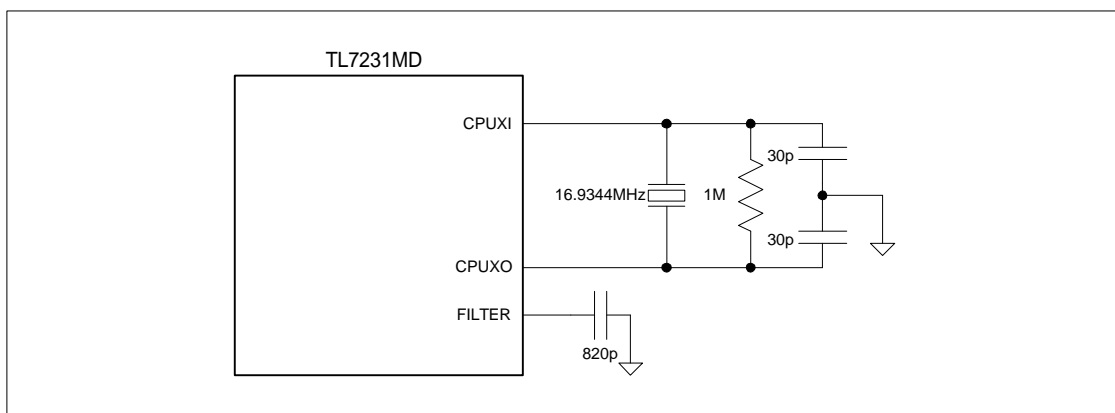 TL7231MD
CPUXI
30p
16.9344MHz
1M
30p
CPUXO
FILTER
820p